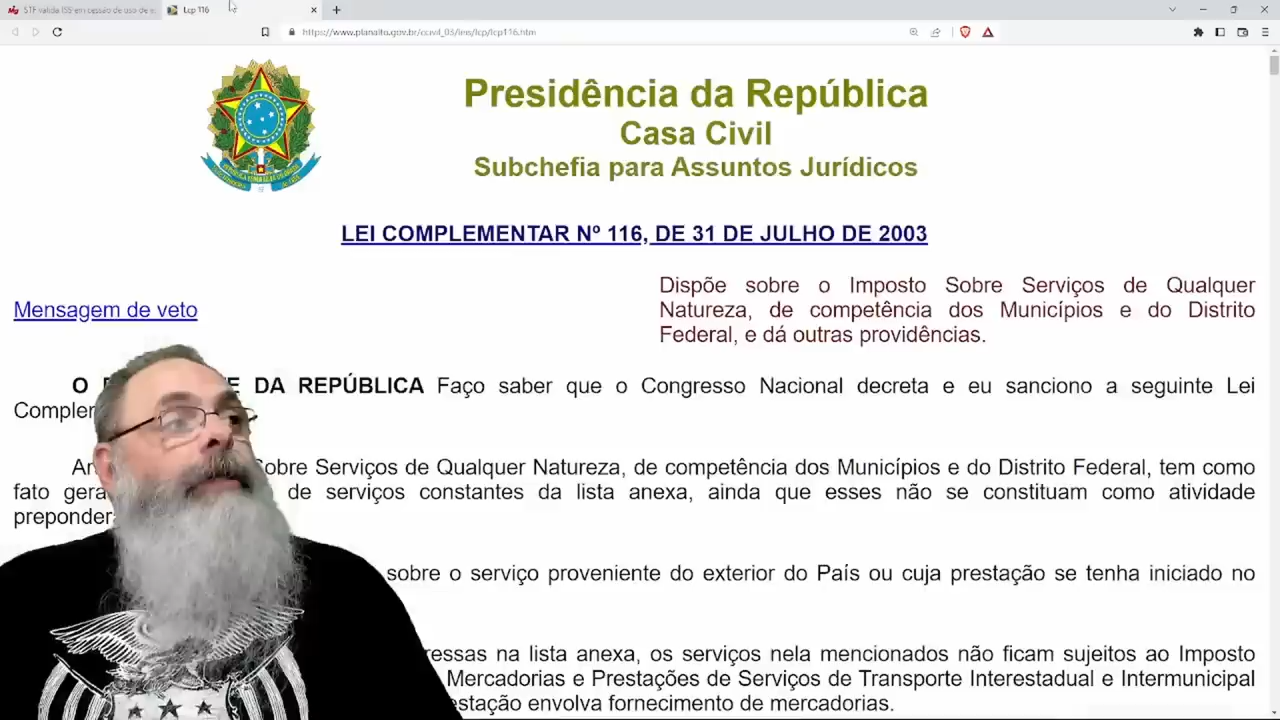 STF valida ISS em cessão de uso de e
Lcp 116
https://www.planalto.gov.br/ccivil_03/leis/lcp/lcp116.htm
Presidência da República
Casa Civil
Subchefia para Assuntos Jurídicos
LEI COMPLEMENTAR Nº 116, DE 31 DE JULHO DE 2003
Mensagem de veto
Dispõe sobre o Imposto Sobre Serviços de Qualquer
Natureza, de competência dos Municípios e do Distrito
Federal, e dá outras providências.
O DA REPÚBLICA Faço saber que o Congresso Nacional decreta e eu sanciono a seguinte Lei
Complem
Sobre Serviços de Qualquer Natureza, de competência dos Municípios e do Distrito Federal, tem como
fato gera de serviços constantes da lista anexa, ainda que esses não se constituam como atividade
preponder
sobre o serviço proveniente do exterior do País ou cuja prestação se tenha iniciado no
ressas na lista anexa, os serviços nela mencionados não ficam sujeitos ao Imposto
Mercadorias e Prestações de Serviços de Transporte Interestadual e Intermunicipal
estação envolva fornecimento de mercadorias.